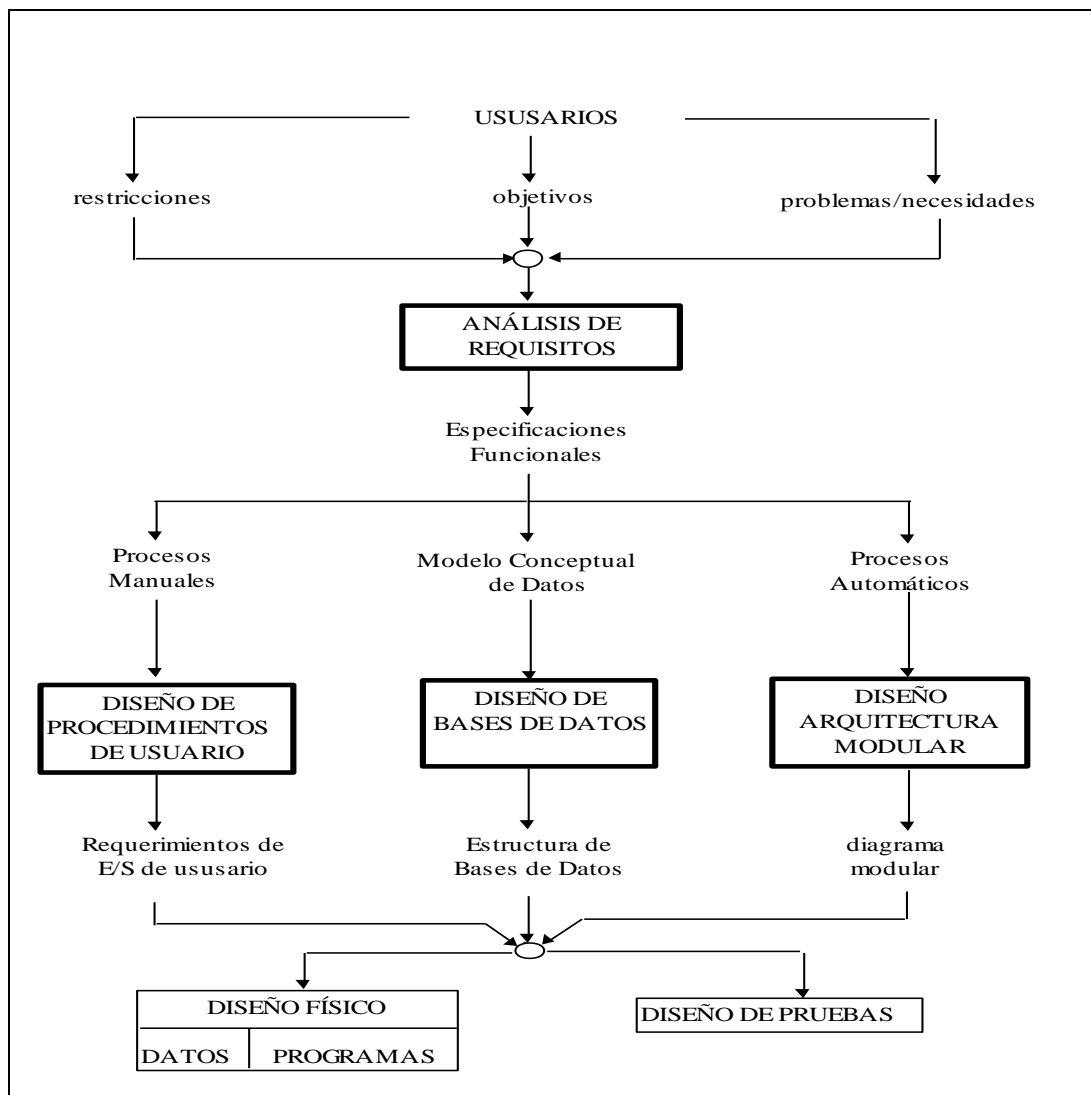 USUSARIOS
restricciones
objetivos
problemas/necesidades
ANÁLISIS DE
REQUISITOS
Especificaciones
Funcionales
Procesos
Manuales
Modelo Conceptual
de Datos
Procesos
Automáticos
DISEÑO DE
PROCEDIMIENTOS
DE USUARIO
DISEÑO DE
BASES DE DATOS
DISEÑO
ARQUITECTURA
MODULAR
Requerimientos de
E/S de ususario
Estructura de
Bases de Datos
diagrama
modular
DISEÑO FÍSICO
DATOS
PROGRAMAS
DISEÑO DE PRUEBAS